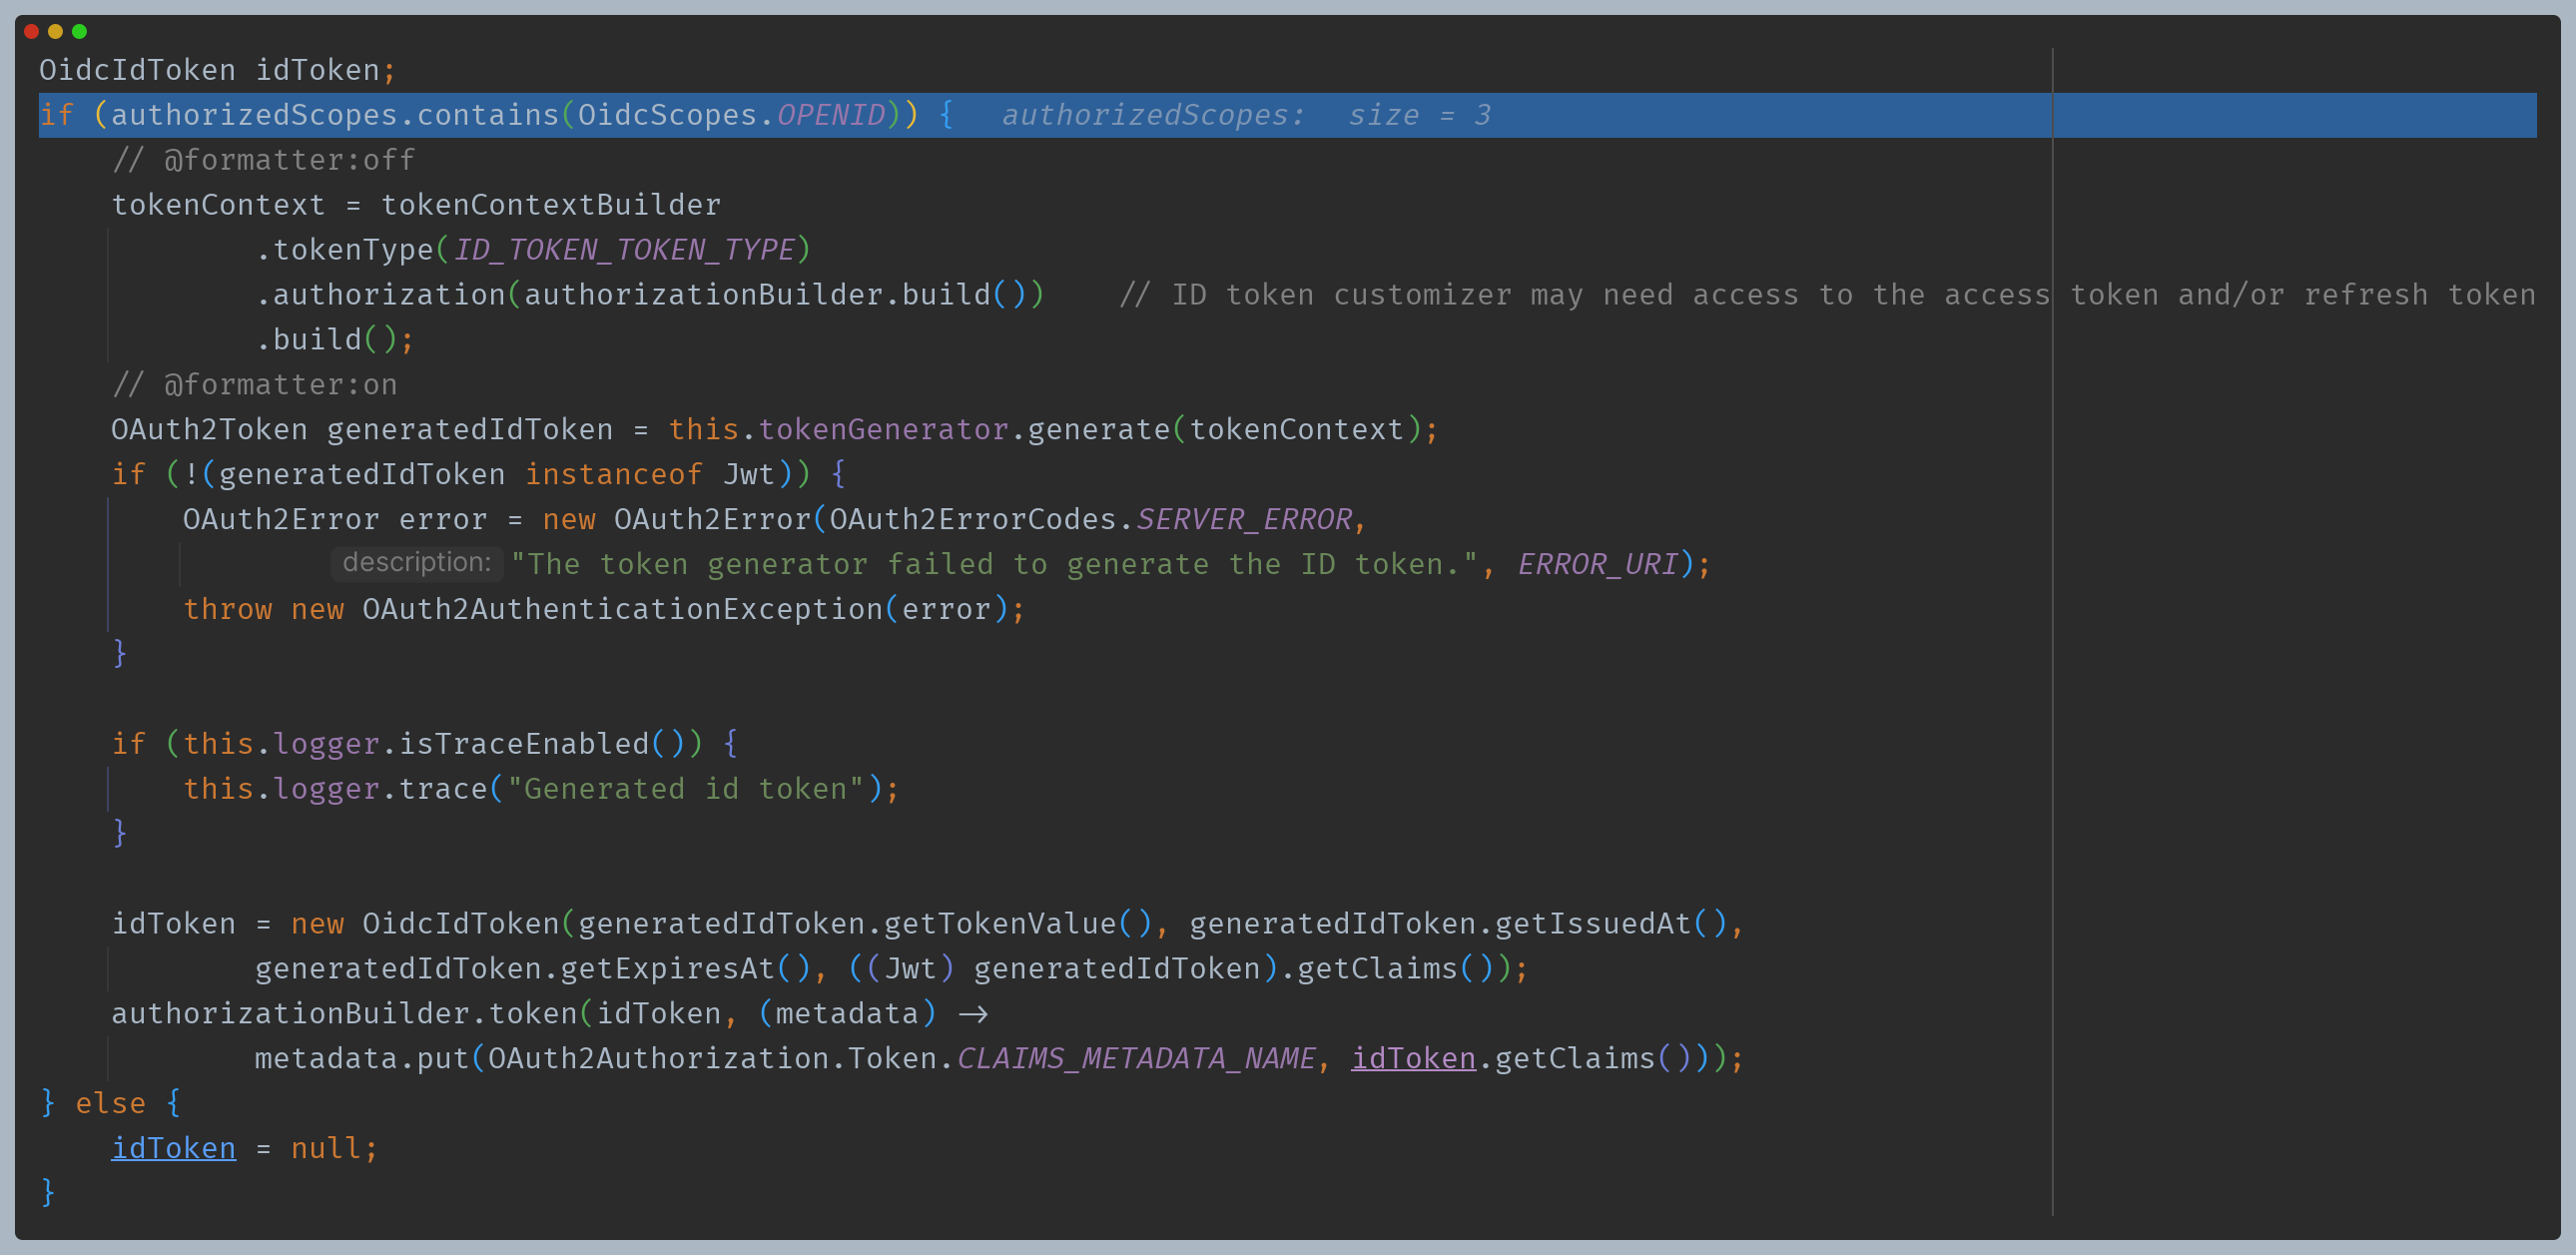 OidcIdToken idToken;
if (authorizedScopes.contains(OidcScopes.OPENID)) {   authorizedScopes:  size = 3
    // @formatter:off
    tokenContext = tokenContextBuilder
            .tokenType(ID_TOKEN_TOKEN_TYPE)
            .authorization(authorizationBuilder.build())    // ID token customizer may need access to the access token and/or refresh token
            .build();
    // @formatter:on
    OAuth2Token generatedIdToken = this.tokenGenerator.generate(tokenContext);
    if (!(generatedIdToken instanceof Jwt)) {
        OAuth2Error error = new OAuth2Error(OAuth2ErrorCodes.SERVER_ERROR,
                description: "The token generator failed to generate the ID token.", ERROR_URI);
        throw new OAuth2AuthenticationException(error);
    }

    if (this.logger.isTraceEnabled()) {
        this.logger.trace("Generated id token");
    }

    idToken = new OidcIdToken(generatedIdToken.getTokenValue(), generatedIdToken.getIssuedAt(),
            generatedIdToken.getExpiresAt(), ((Jwt) generatedIdToken).getClaims());
    authorizationBuilder.token(idToken, (metadata) ->
            metadata.put(OAuth2Authorization.Token.CLAIMS_METADATA_NAME, idToken.getClaims()));
} else {
    idToken = null;
}